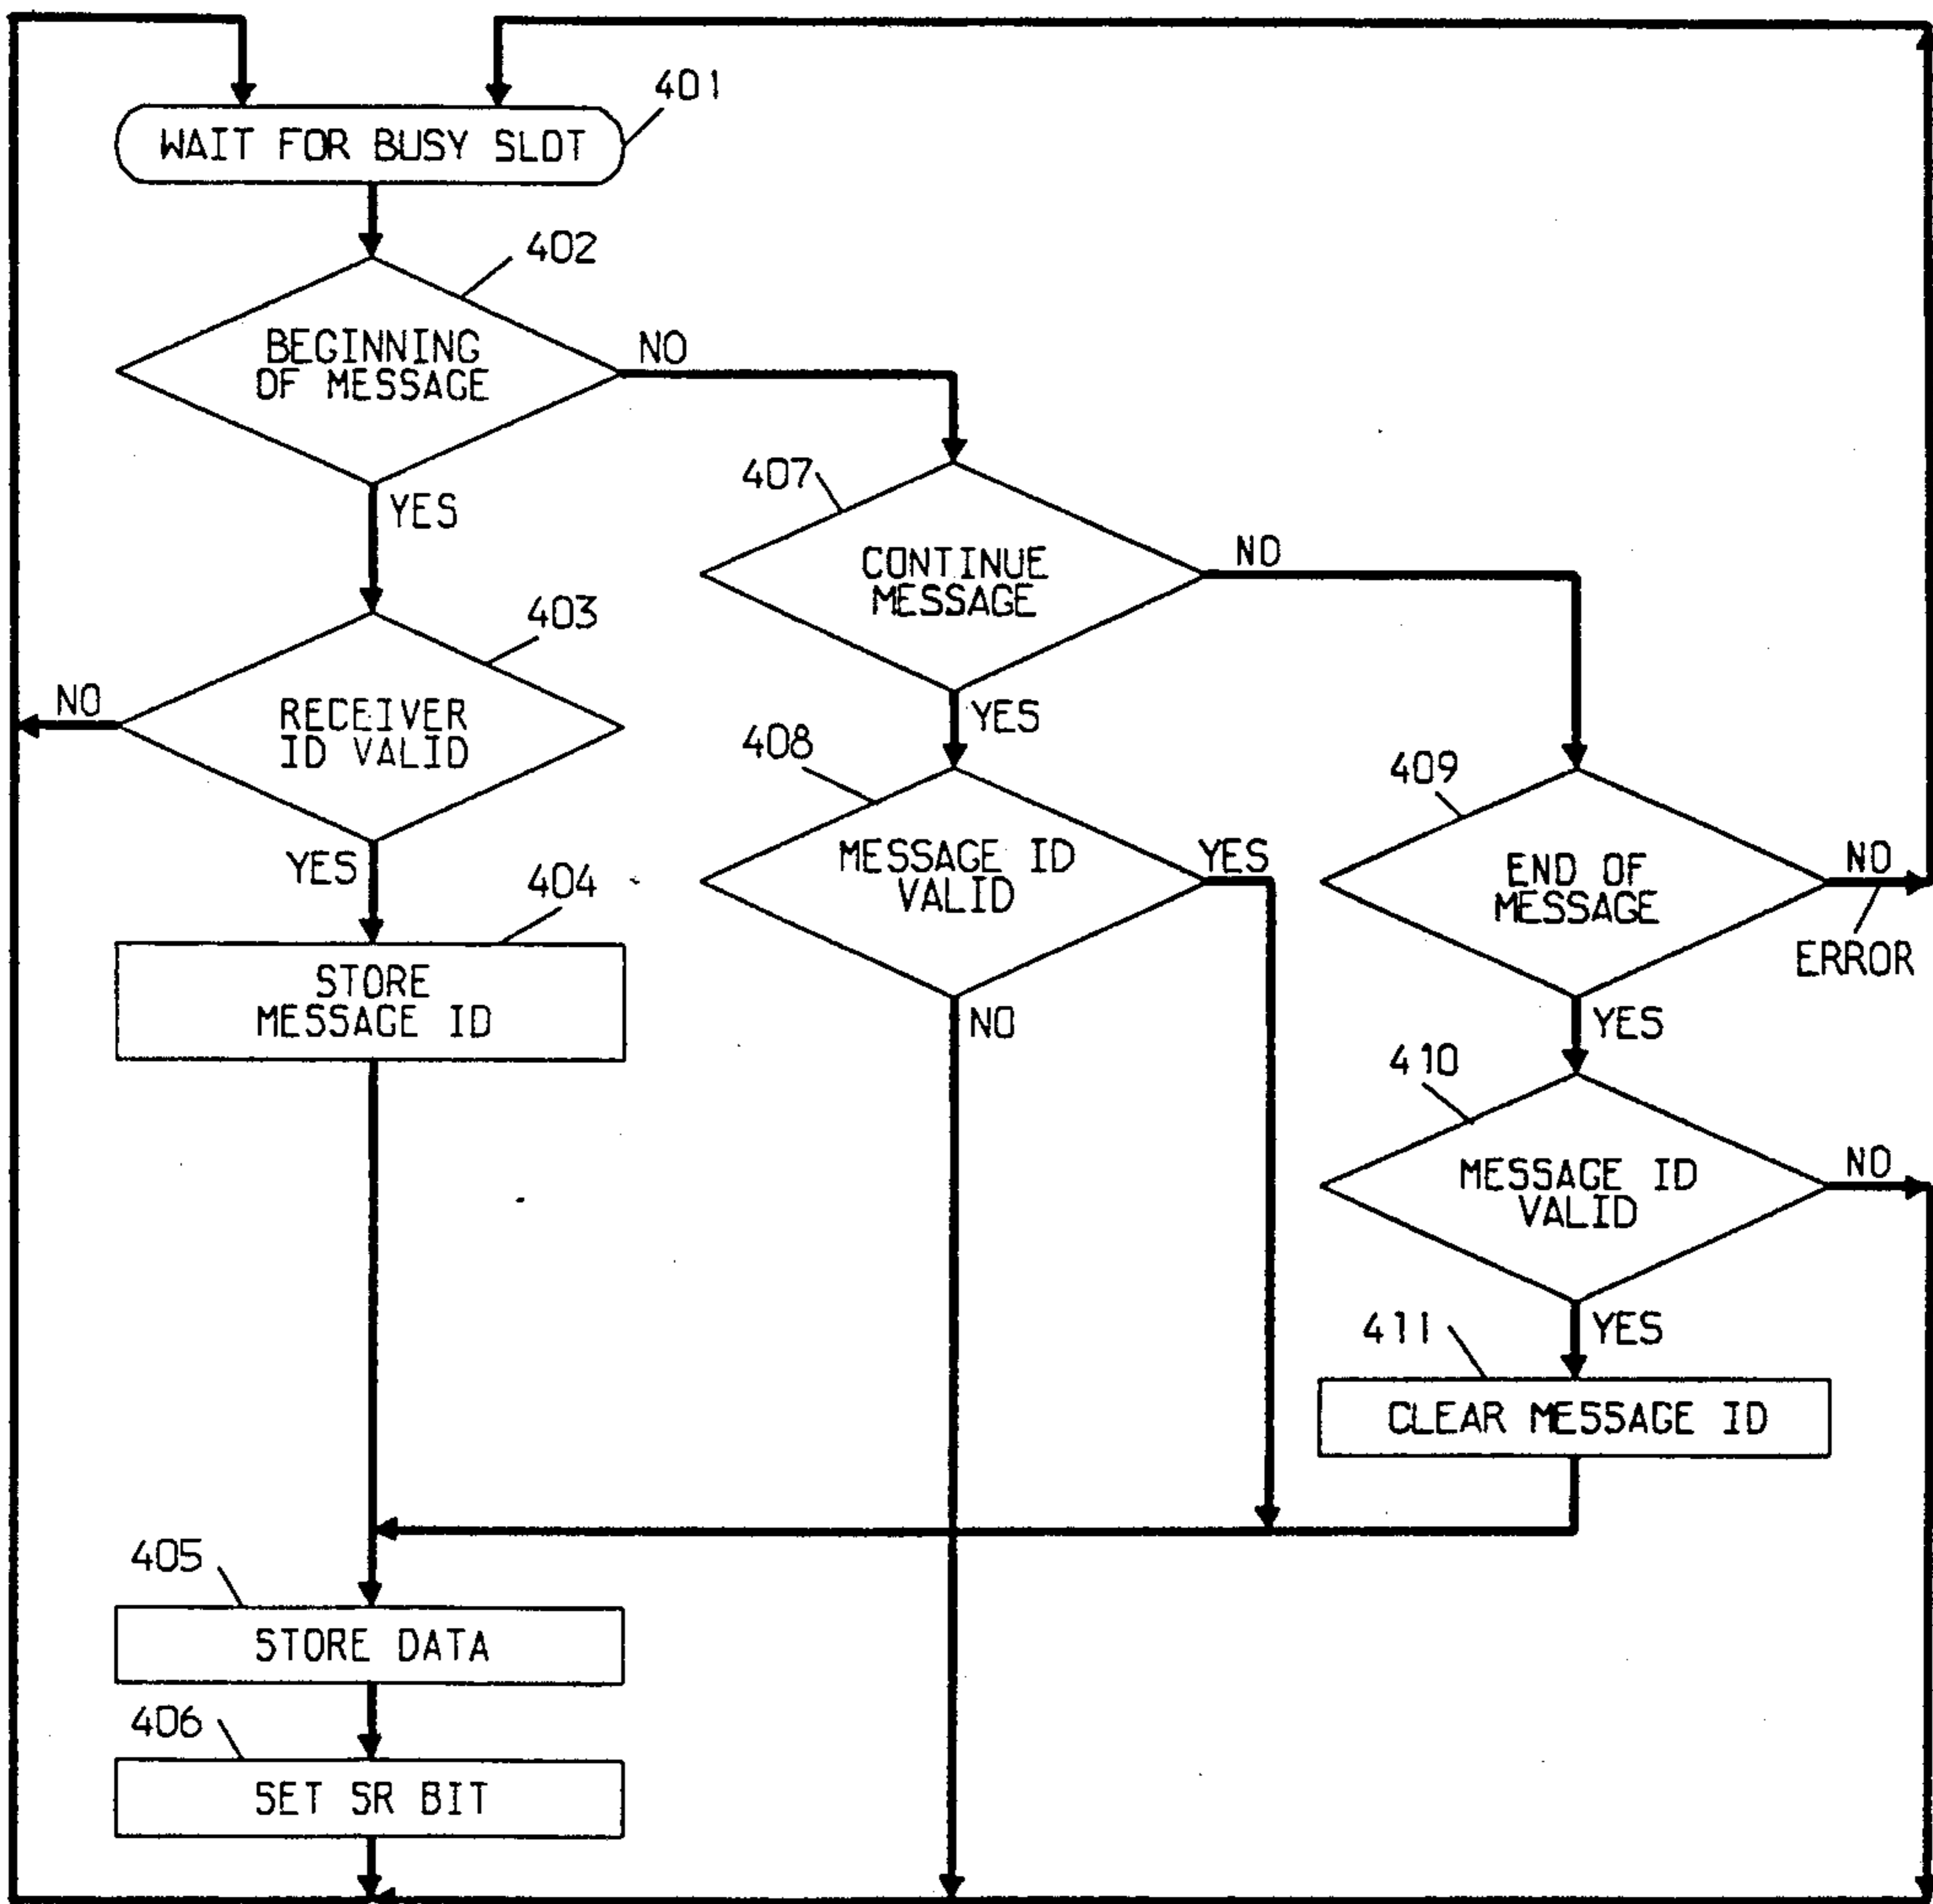 401
WAIT FOR BUSY SLOT
402
BEGINNING
OF MESSAGE
NO
YES
407
CONTINUE
MESSAGE
NO
YES
403
RECEIVER
ID VALID
NO
YES
408
MESSAGE ID
VALID
YES
NO
409
END OF
MESSAGE
NO
ERROR
YES
404
STORE
MESSAGE ID
410
MESSAGE ID
VALID
NO
YES
411
CLEAR MESSAGE ID
405
STORE DATA
406
SET SR BIT